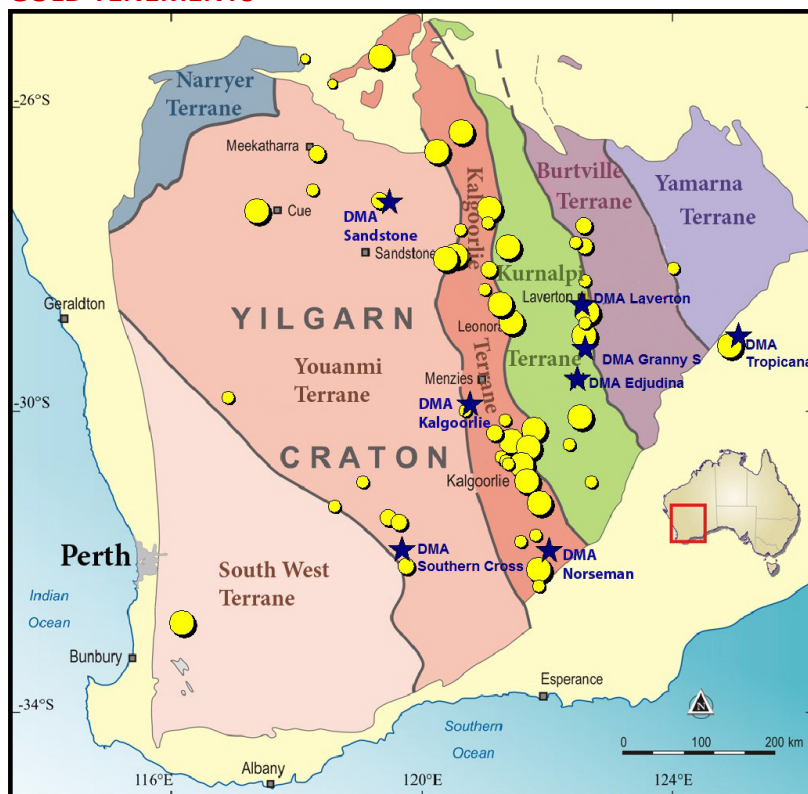 -26°S
Narryer
Terrane
Meekatharra
Burtville
Terrane
Yamarna
Terrane
Kalgoorlie
Terrane
Cue
DMA
Sandstone
Sandstone
Kurnalpi
Terrane
Laverton
DMA Laverton
Geraldton
YILGARN
Leonor
DMA
Tropicana
DMA Granny S
Youanmi
Terrane
Menzies
DMA Edjudina
-30°S
DMA
Kalgoorlie
CRATON
Kalgoorlie
Perth
DMA
Southern Cross
DMA
Norseman
South West
Terrane
Indian
Ocean
Bunbury
Esperance
-34°S
N
Southern
Ocean
0 100 200 km
Albany
116°E
120°E
124°E